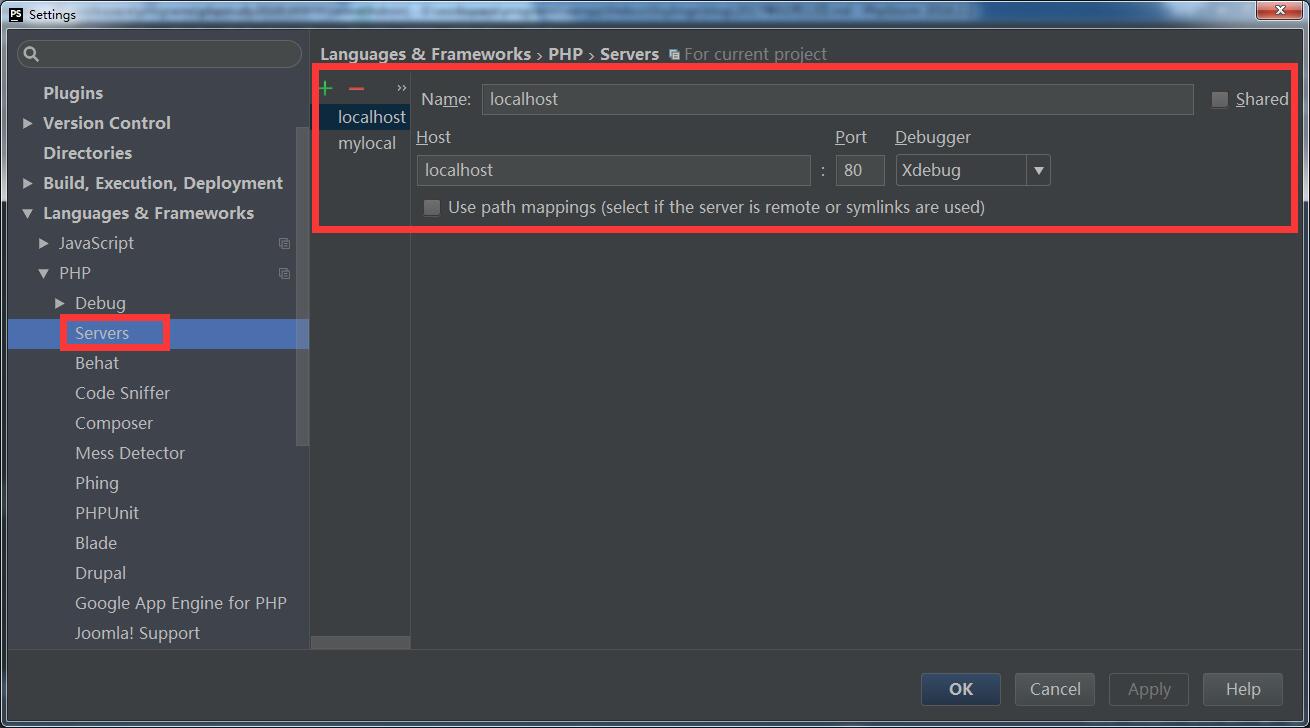 PS Settings
Languages & Frameworks › PHP › Servers For current project
Plugins
Version Control
Directories
Build, Execution, Deployment
Languages & Frameworks
JavaScript
PHP
Debug
Servers
Behat
Code Sniffer
Composer
Mess Detector
Phing
PHPUnit
Blade
Drupal
Google App Engine for PHP
Joomla! Support
+ − »
localhost
mylocal
Name: localhost Shared
Host Port Debugger
localhost : 80 Xdebug
Use path mappings (select if the server is remote or symlinks are used)
OK Cancel Apply Help